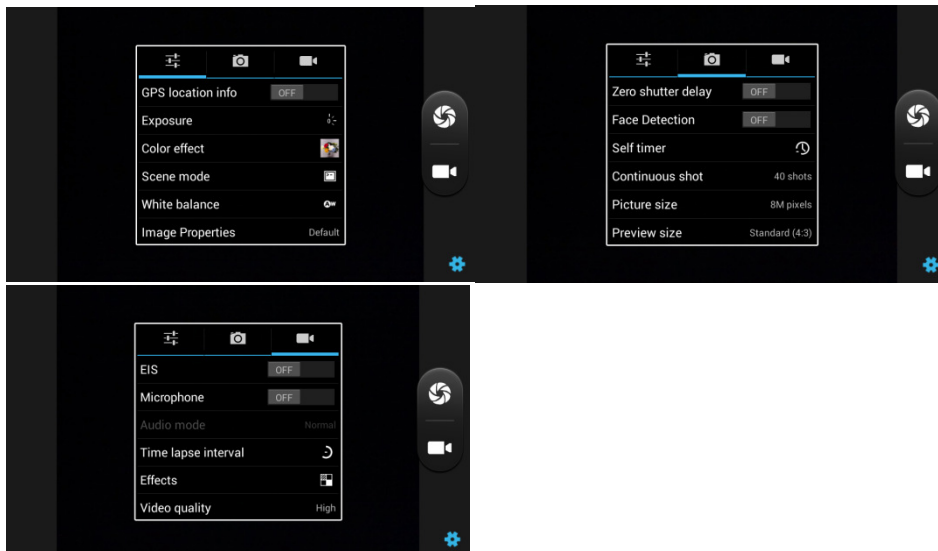 GPS location info OFF
Exposure
Color effect
Scene mode
White balance
Image Properties Default
Zero shutter delay OFF
Face Detection OFF
Self timer
Continuous shot 40 shots
Picture size 8M pixels
Preview size Standard (4:3)
EIS OFF
Microphone OFF
Audio mode Normal
Time lapse interval
Effects
Video quality High